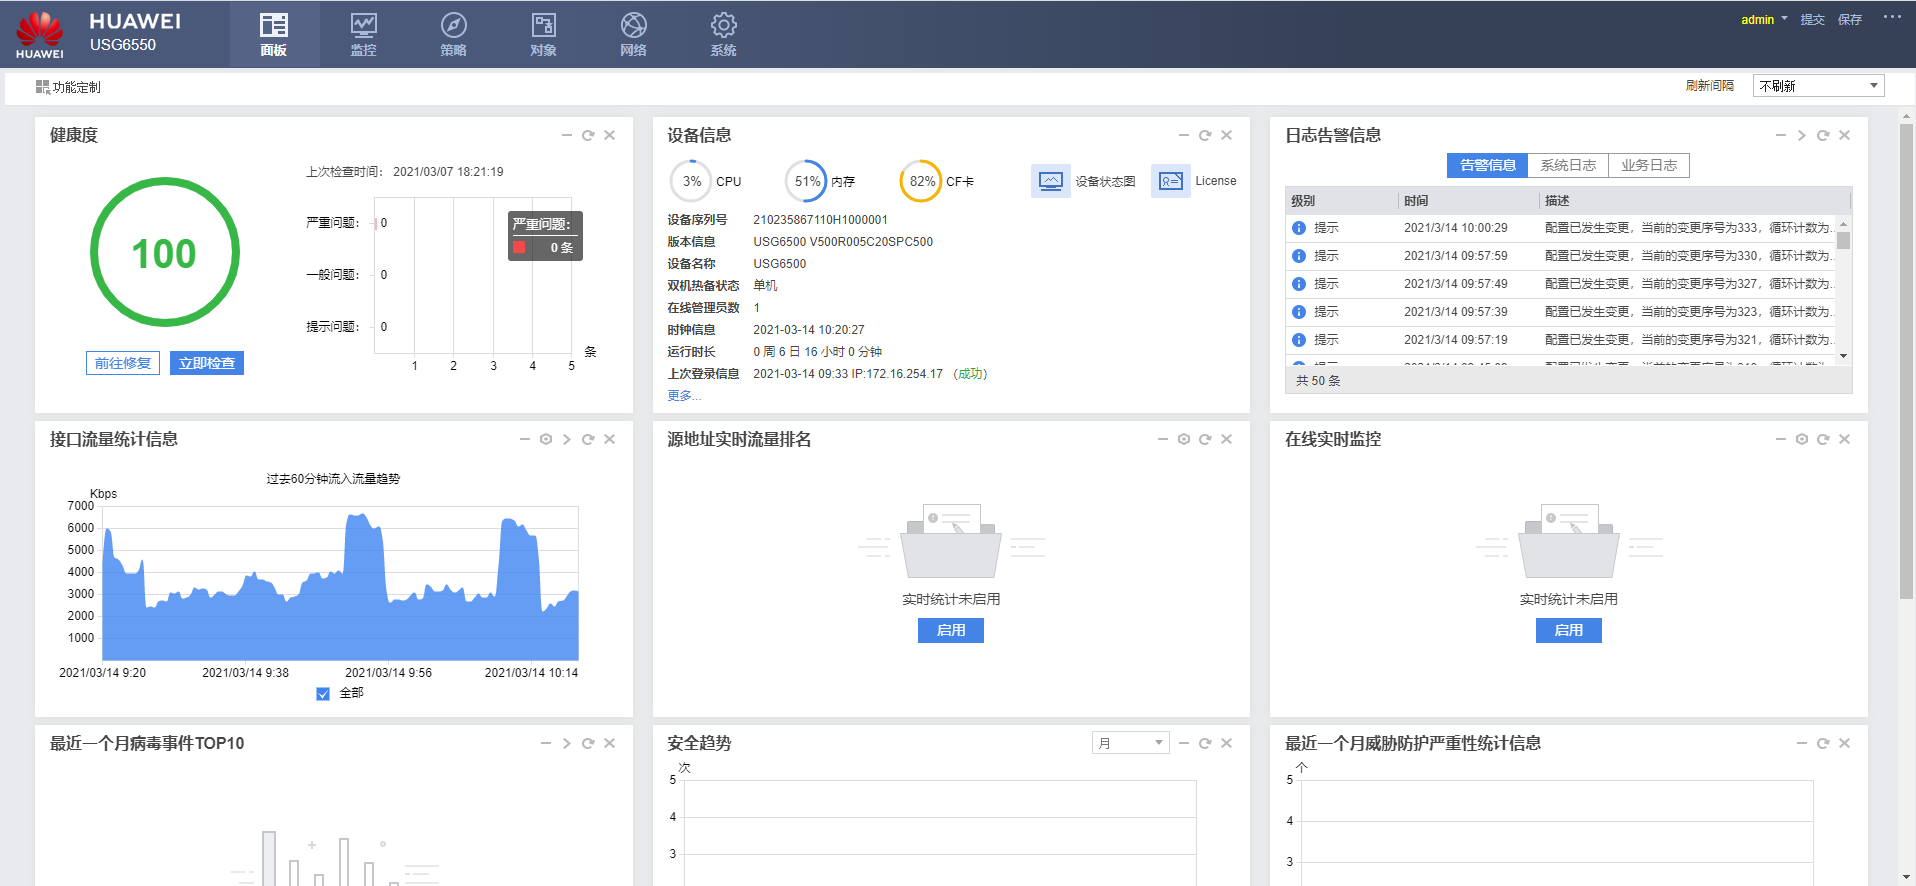 HUAWEI
HUAWEI
USG6550
面板
监控
策略
对象
网络
系统
admin
提交
保存
功能定制
刷新间隔
不刷新
健康度
上次检查时间： 2021/03/07 18:21:19
100
严重问题： 0
一般问题： 0
提示问题： 0
严重问题：
0 条
1 2 3 4 5 条
前往修复
立即检查
设备信息
3% CPU
51% 内存
82% CF卡
设备状态图
License
设备序列号 210235867110H1000001
版本信息 USG6500 V500R005C20SPC500
设备名称 USG6500
双机热备状态 单机
在线管理员数 1
时钟信息 2021-03-14 10:20:27
运行时长 0 周 6 日 16 小时 0 分钟
上次登录信息 2021-03-14 09:33 IP:172.16.254.17 （成功）
更多...
日志告警信息
告警信息 系统日志 业务日志
级别 时间 描述
提示 2021/3/14 10:00:29 配置已发生变更，当前的变更序号为333，循环计数为...
提示 2021/3/14 09:57:59 配置已发生变更，当前的变更序号为330，循环计数为...
提示 2021/3/14 09:57:49 配置已发生变更，当前的变更序号为327，循环计数为...
提示 2021/3/14 09:57:39 配置已发生变更，当前的变更序号为323，循环计数为...
提示 2021/3/14 09:57:19 配置已发生变更，当前的变更序号为321，循环计数为...
共 50 条
接口流量统计信息
过去60分钟流入流量趋势
Kbps
7000
6000
5000
4000
3000
2000
1000
2021/03/14 9:20 2021/03/14 9:38 2021/03/14 9:56 2021/03/14 10:14
全部
源地址实时流量排名
实时统计未启用
启用
在线实时监控
实时统计未启用
启用
最近一个月病毒事件TOP10
安全趋势
月
次
5
4
3
最近一个月威胁防护严重性统计信息
个
5
4
3